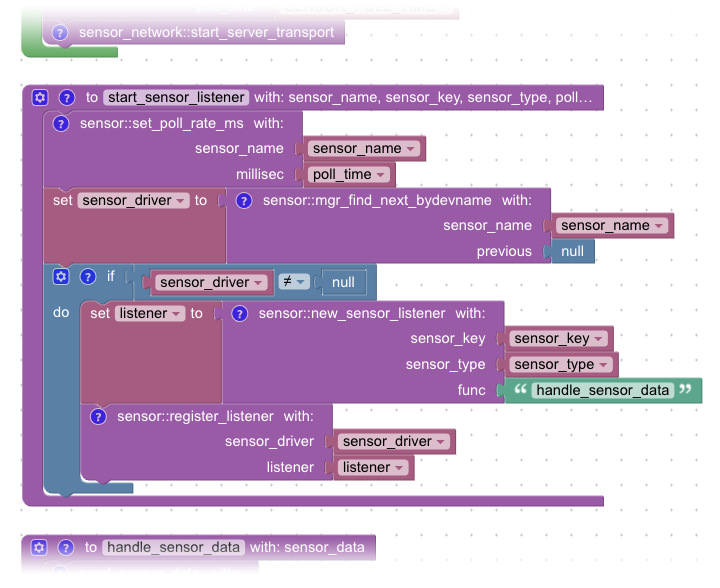 ? sensor_network::start_server_transport
? to start_sensor_listener with: sensor_name, sensor_key, sensor_type, poll…
? sensor::set_poll_rate_ms with:
sensor_name sensor_name
millisec poll_time
set sensor_driver to ? sensor::mgr_find_next_bydevname with:
sensor_name sensor_name
previous null
? if sensor_driver ≠ null
do set listener to ? sensor::new_sensor_listener with:
sensor_key sensor_key
sensor_type sensor_type
func “ handle_sensor_data ”
? sensor::register_listener with:
sensor_driver sensor_driver
listener listener
? to handle_sensor_data with: sensor_data